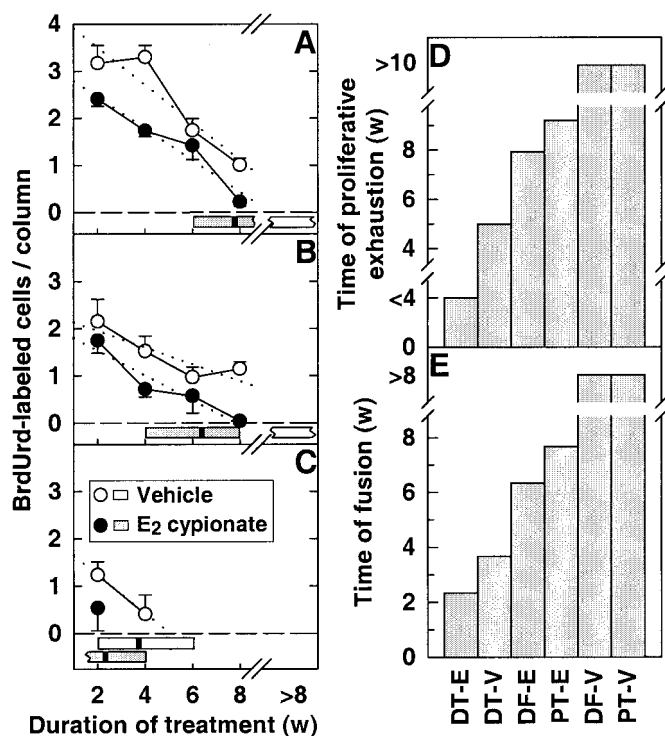 A
4
3
2
1
0
B
2
1
0
C
Vehicle
E2 cypionate
2
1
0
2 4 6 8 >8
Duration of treatment (w)
BrdUrd-labeled cells / column
D
>10
8
6
4
<4
0
Time of proliferative
exhaustion (w)
E
>8
8
6
4
2
0
Time of fusion (w)
DT-E
DT-V
DF-E
PT-E
DF-V
PT-V